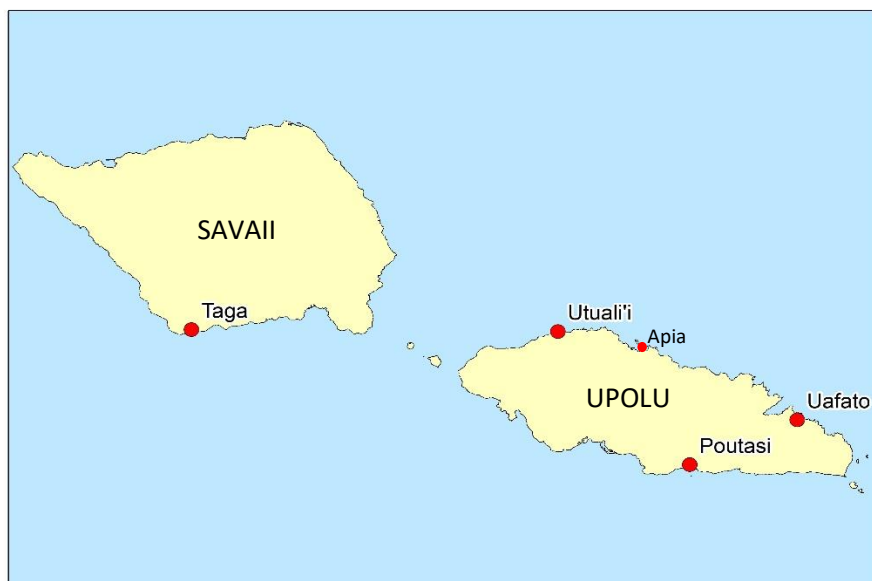 SAVAII
Taga
Utuali'i
Apia
UPOLU
Uafato
Poutasi